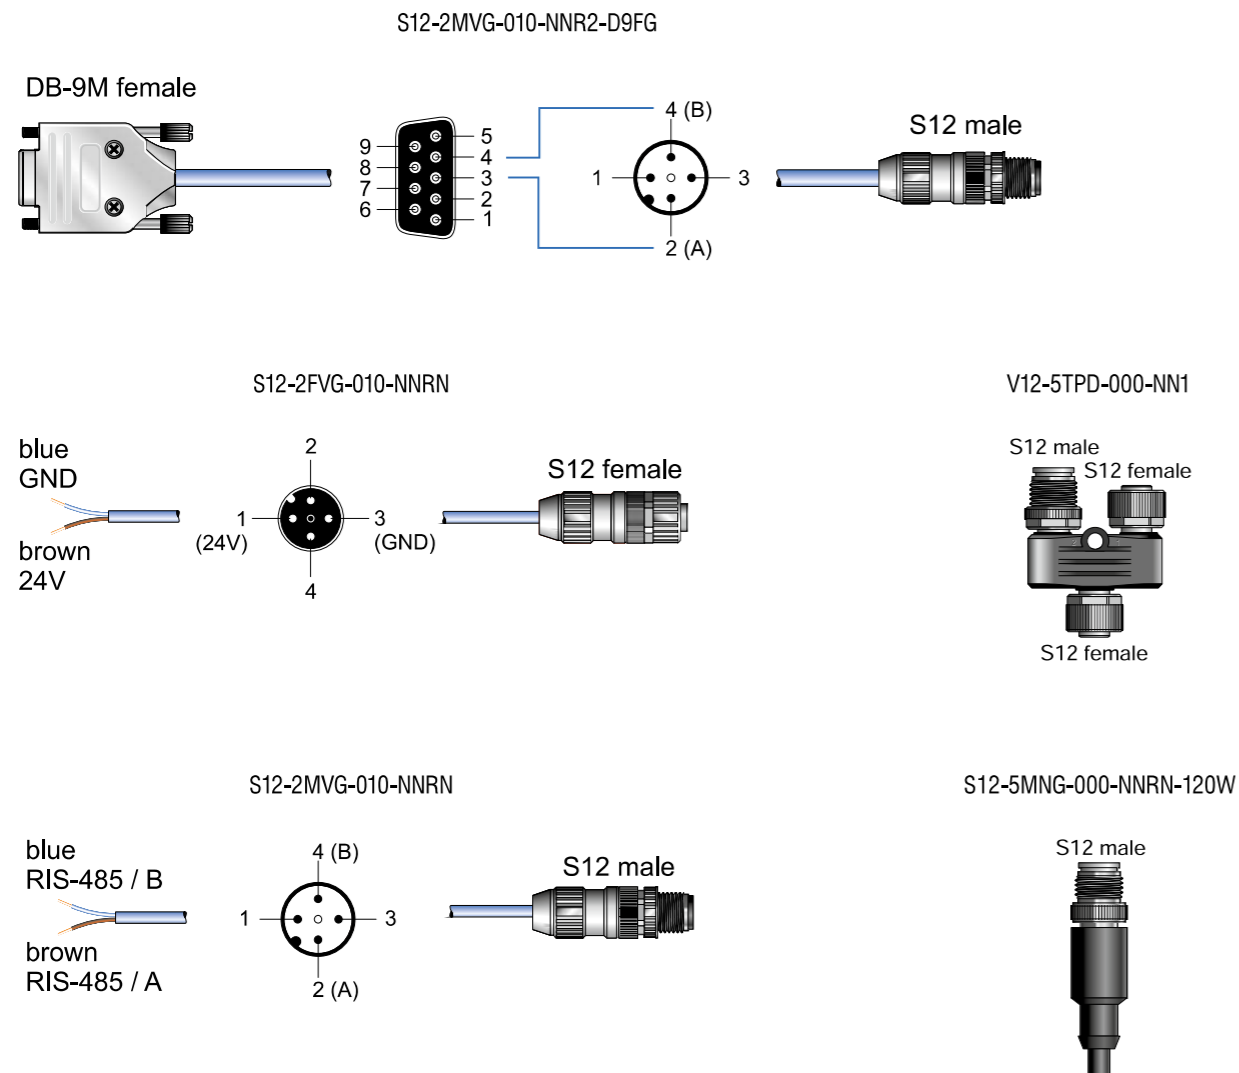 S12-2MVG-010-NNR2-D9FG
DB-9M female
9
8
7
6
5
4
3
2
1
4 (B)
1
3
2 (A)
S12 male
S12-2FVG-010-NNRN
blue
GND
brown
24V
2
1
(24V)
3
(GND)
4
S12 female
V12-5TPD-000-NN1
S12 male
S12 female
S12 female
S12-2MVG-010-NNRN
blue
RIS-485 / B
brown
RIS-485 / A
4 (B)
1
3
2 (A)
S12 male
S12-5MNG-000-NNRN-120W
S12 male